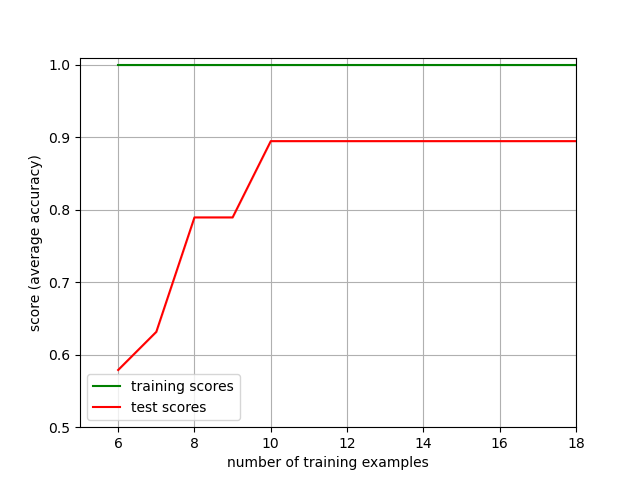 1.0
0.9
0.8
0.7
0.6
0.5
score (average accuracy)
training scores
test scores
6 8 10 12 14 16 18
number of training examples